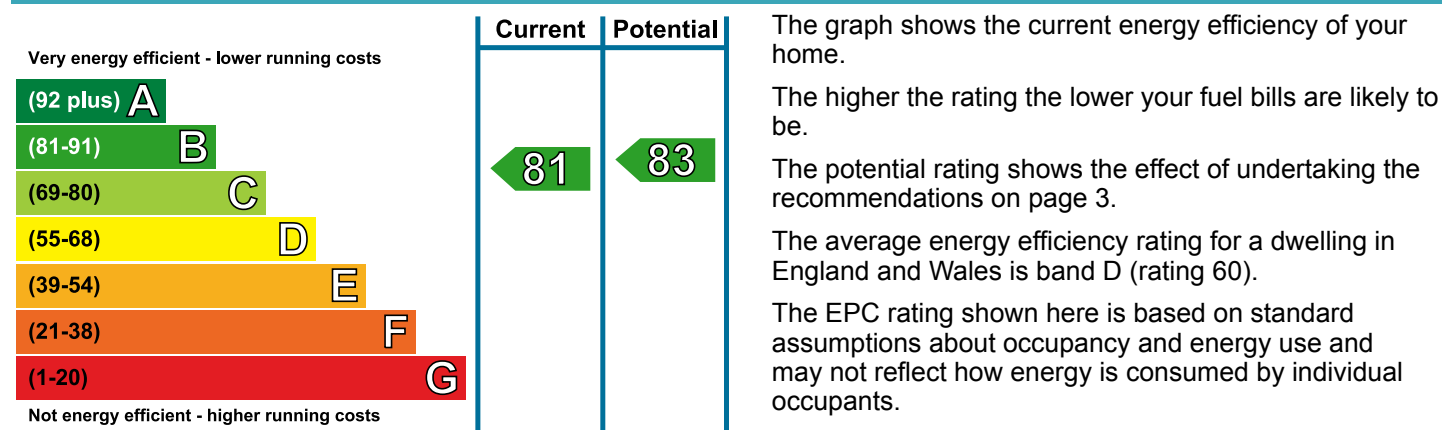 Current Potential
Very energy efficient - lower running costs
(92 plus) A
(81-91) B
(69-80) C
(55-68) D
(39-54) E
(21-38) F
(1-20) G
Not energy efficient - higher running costs
81
83
The graph shows the current energy efficiency of your
home.
The higher the rating the lower your fuel bills are likely to
be.
The potential rating shows the effect of undertaking the
recommendations on page 3.
The average energy efficiency rating for a dwelling in
England and Wales is band D (rating 60).
The EPC rating shown here is based on standard
assumptions about occupancy and energy use and
may not reflect how energy is consumed by individual
occupants.